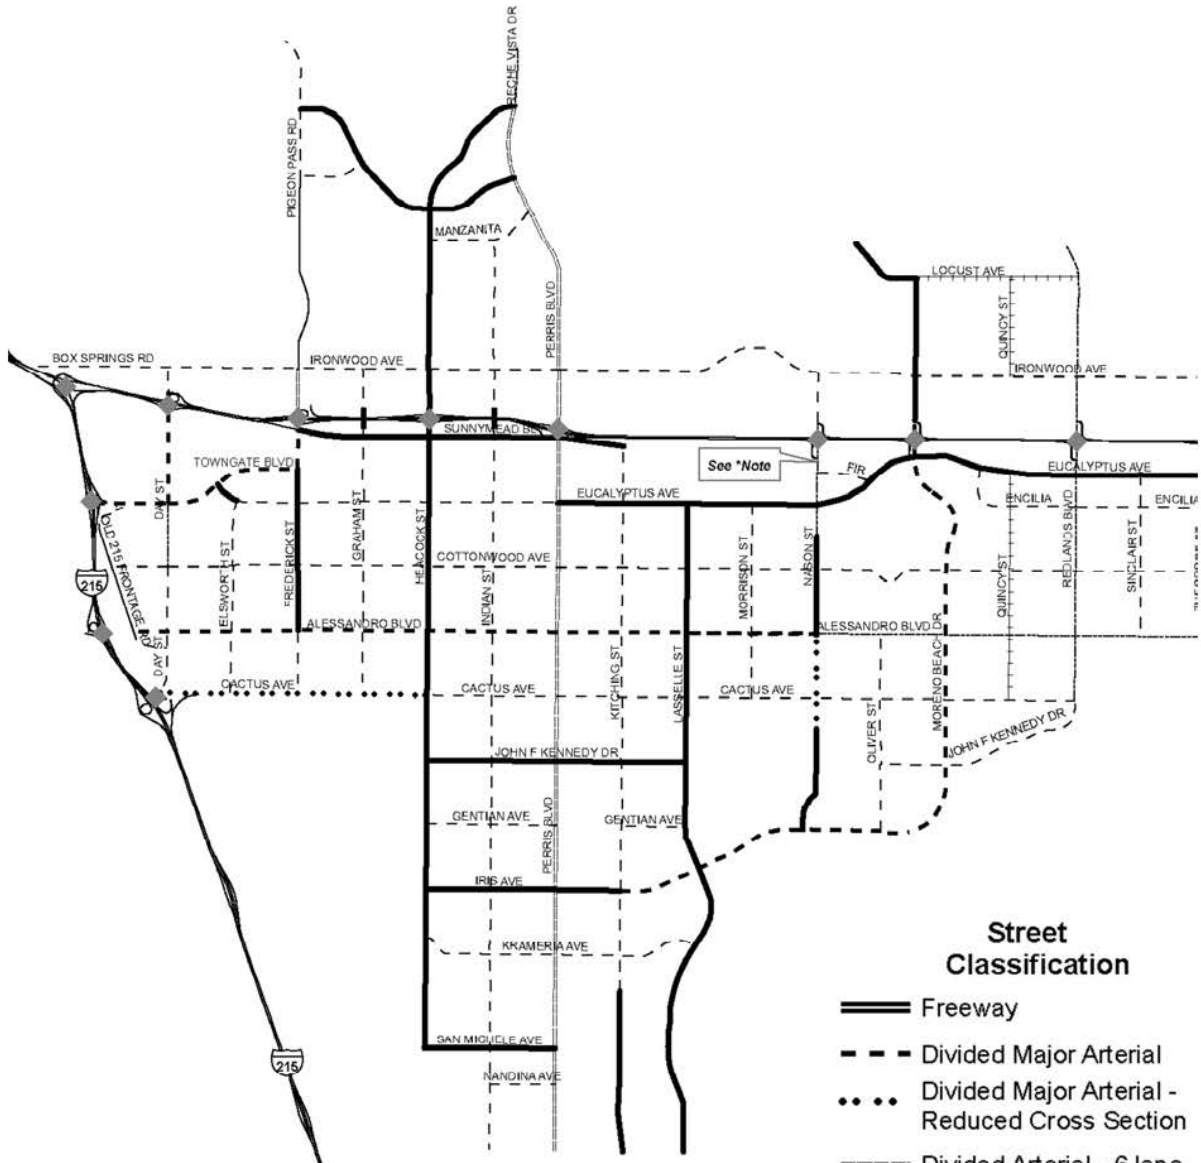 RECHE VISTA DR
PIGEON PASS RD
MANZANITA
LOCUST AVE
PERRIS BLVD
QUINCY ST
BOX SPRINGS RD
IRONWOOD AVE
IRONWOOD AVE
SUNNYMEAD
TOWNGATE BLVD
See *Note
FIR
EUCALYPTUS AVE
EUCALYPTUS AVE
ENCILIA
ENCILIA
DAY ST
GRAHAM ST
HEACOCK ST
FREDERICK ST
ELSWORTH ST
OLD 215 FRONTAGE RD
COTTONWOOD AVE
INDIAN ST
MORRISON ST
NASON ST
QUINCY ST
REDLANDS BLVD
SINCLAIR ST
215
ALESSANDRO BLVD
ALESSANDRO BLVD
DAY ST
CACTUS AVE
CACTUS AVE
CACTUS AVE
KITCHING ST
LASSELLE ST
OLIVER ST
MORENO BEACH DR
JOHN F KENNEDY DR
JOHN F KENNEDY DR
GENTIAN AVE
GENTIAN AVE
PERRIS BLVD
IRIS AVE
KRAMERIA AVE
SAN MICHELE AVE
NANDINA AVE
215
Street
Classification
Freeway
Divided Major Arterial
Divided Major Arterial -
Reduced Cross Section
Divided Arterial - 6 lane